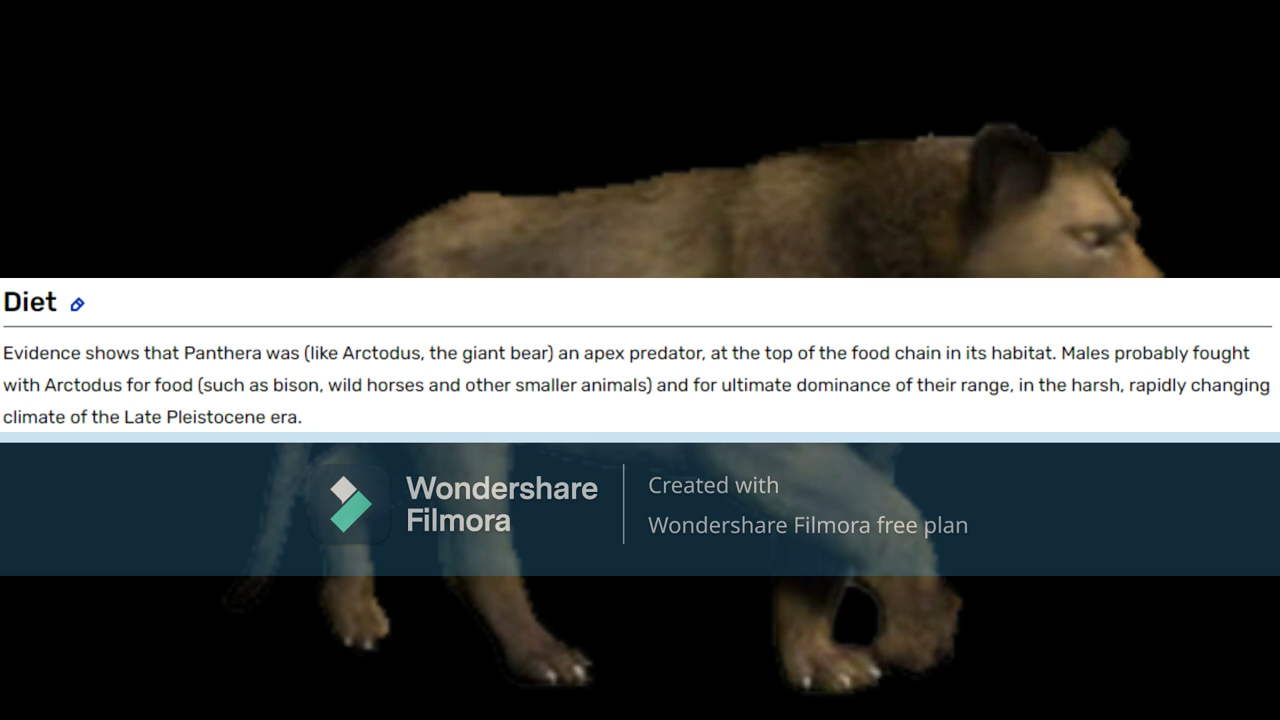 Diet
Evidence shows that Panthera was (like Arctodus, the giant bear) an apex predator, at the top of the food chain in its habitat. Males probably fought
with Arctodus for food (such as bison, wild horses and other smaller animals) and for ultimate dominance of their range, in the harsh, rapidly changing
climate of the Late Pleistocene era.
Wondershare
Filmora
Created with
Wondershare Filmora free plan